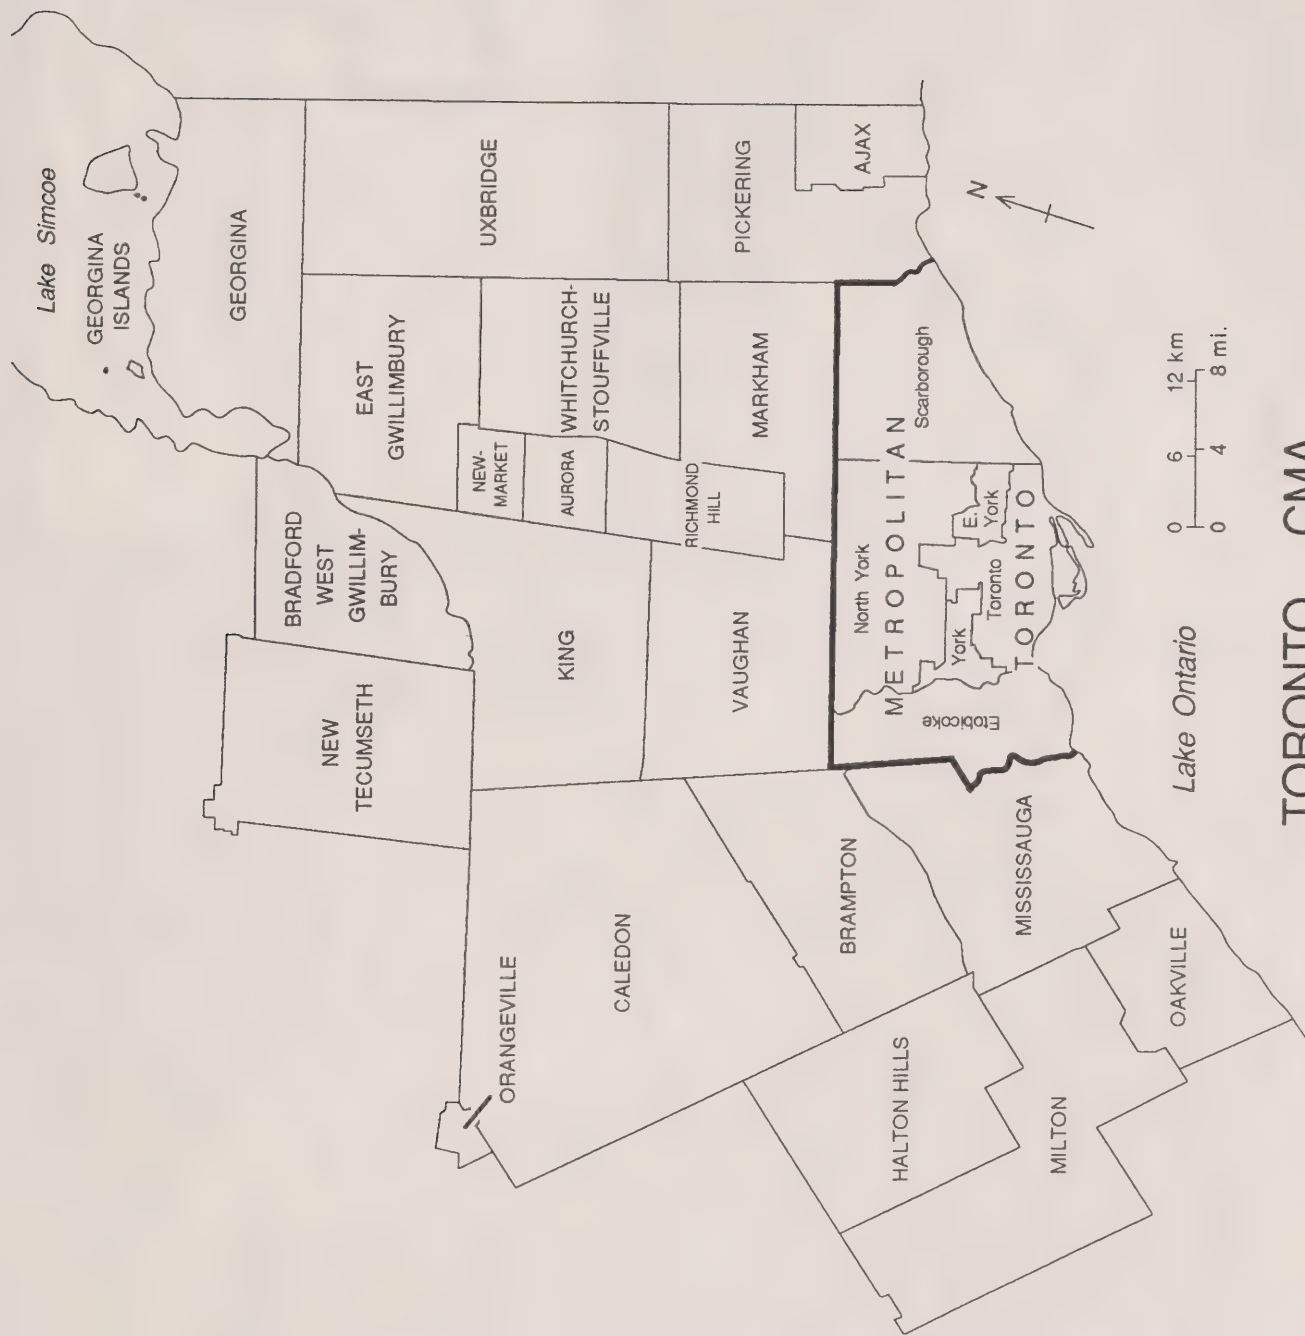 Lake Simcoe
GEORGINA
ISLANDS
GEORGINA
BRADFORD
WEST
GWILLIM-
BURY
NEW
TECUMSETH
EAST
GWILLIMBURY
UXBRIDGE
NEW-
MARKET
WHITCHURCH-
STOUFFVILLE
ORANGEVILLE
KING
AURORA
CALEDON
RICHMOND
HILL
VAUGHAN
MARKHAM
PICKERING
BRAMPTON
AJAX
North York
METROPOLITAN
Scarborough
HALTON HILLS
Etobicoke
York
E.
York
Toronto
TORONTO
N
MISSISSAUGA
MILTON
OAKVILLE
Lake Ontario
0 6 12 km
0 4 8 mi.
TORONTO CMA